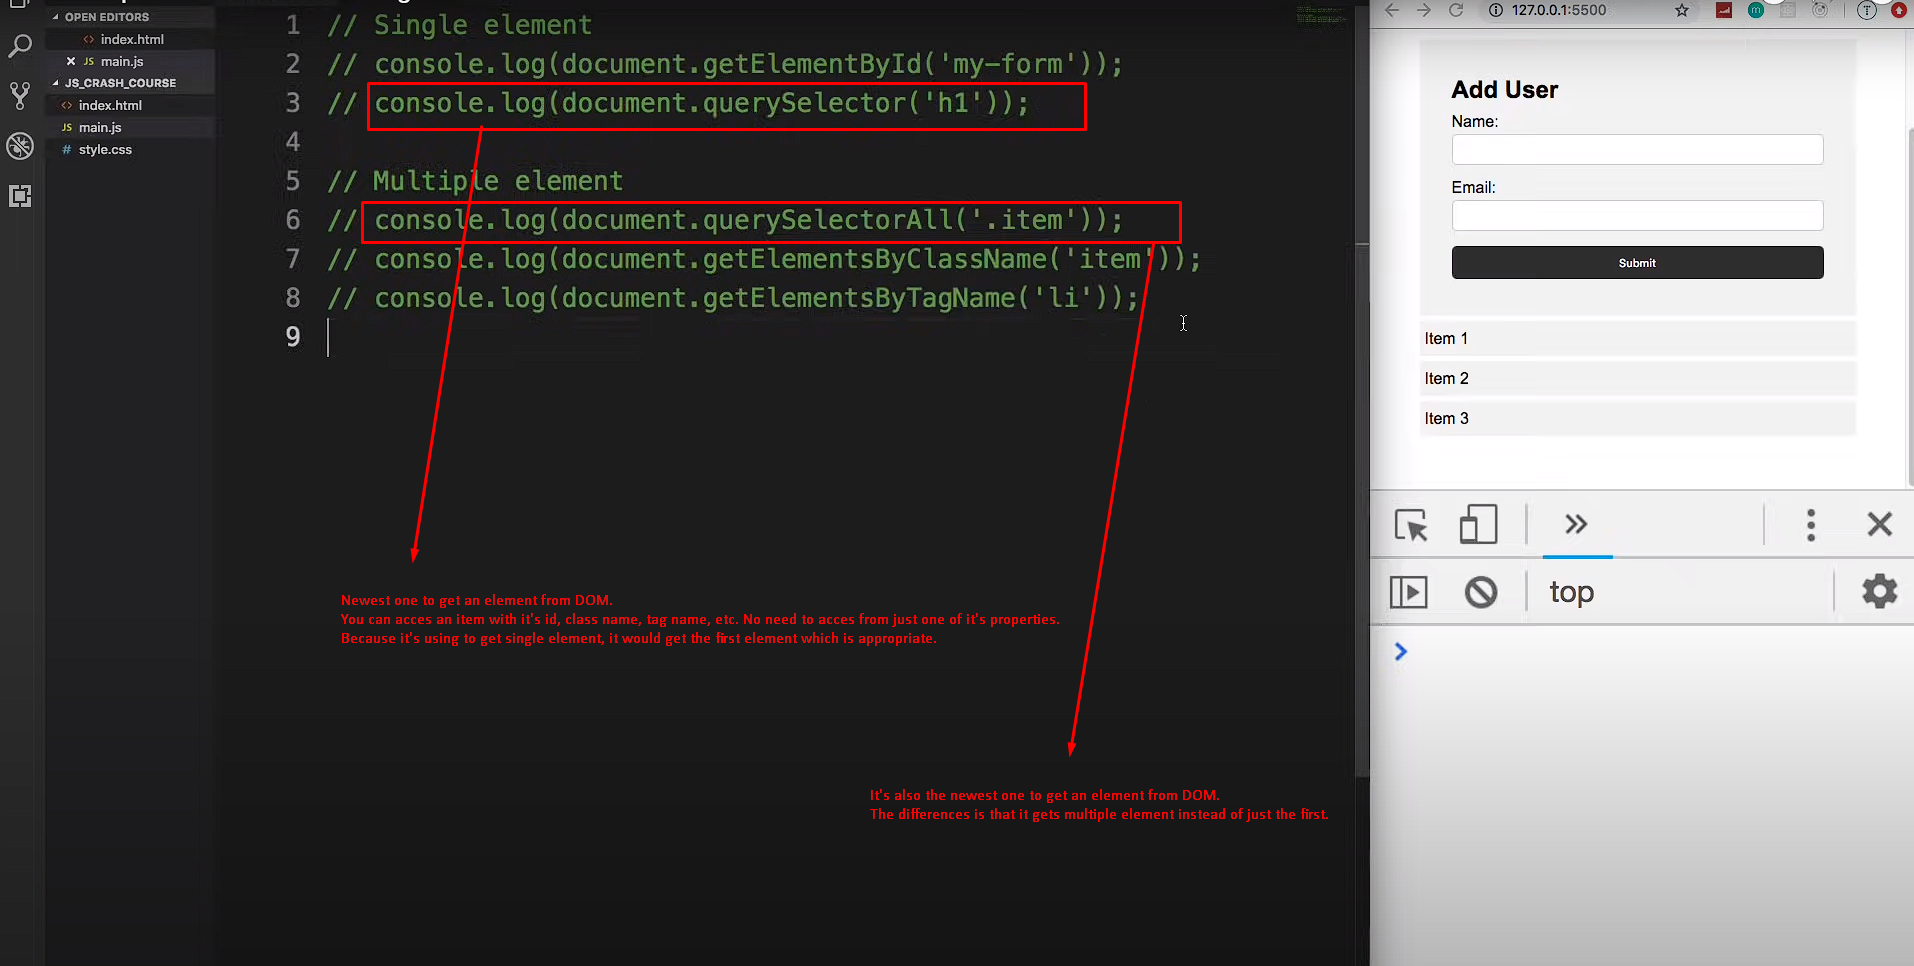 OPEN EDITORS
<> index.html
X JS main.js
JS_CRASH_COURSE
<> index.html
JS main.js
# style.css
1 // Single element
2 // console.log(document.getElementById('my-form'));
3 // console.log(document.querySelector('h1'));
4
5 // Multiple element
6 // console.log(document.querySelectorAll('.item'));
7 // console.log(document.getElementsByClassName('item'));
8 // console.log(document.getElementsByTagName('li'));
9
Newest one to get an element from DOM.
You can acces an item with it's id, class name, tag name, etc. No need to acces from just one of it's properties.
Because it's using to get single element, it would get the first element which is appropriate.
It's also the newest one to get an element from DOM.
The differences is that it gets multiple element instead of just the first.
127.0.0.1:5500
Add User
Name:
Email:
Submit
Item 1
Item 2
Item 3
top